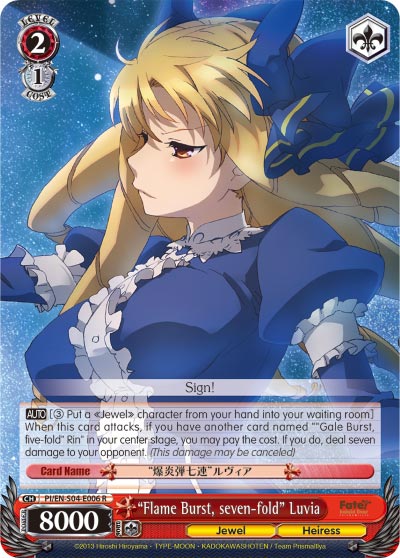 LEVEL
2
1
COST
Sign!
AUTO [③ Put a «Jewel» character from your hand into your waiting room]
When this card attacks, if you have another card named ""Gale Burst,
five-fold" Rin" in your center stage, you may pay the cost. If you do, deal seven
damage to your opponent. (This damage may be canceled)
Card Name
“爆炎弾七連”ルヴィア
CH PI/EN-S04-E006 R
8000
“Flame Burst, seven-fold” Luvia
Jewel
Heiress
©2013 Hiroshi Hiroyama・TYPE-MOON・KADOKAWASHOTEN / Team PrismaIllya